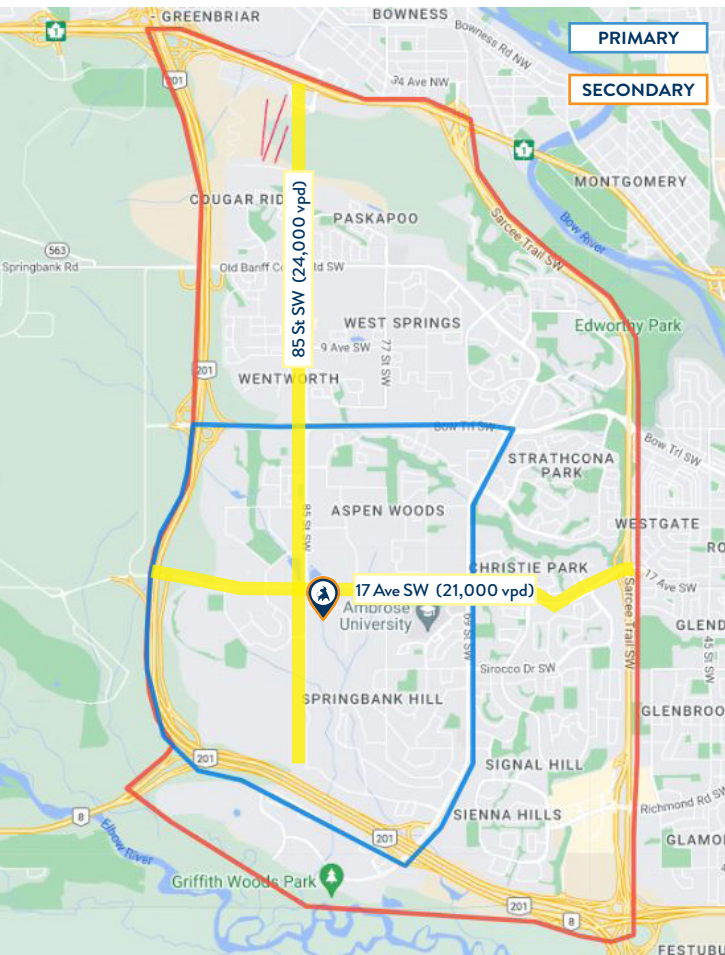 GREENBRIAR
BOWNESS
1
Bowness Rd NW
PRIMARY
SECONDARY
201
34 Ave NW
1
MONTGOMERY
COUGAR RID
PASKAPOO
85 St SW (24,000 vpd)
Sarcee Trail SW
Bow River
563
Springbank Rd
Old Banff Co
d SW
WEST SPRINGS
Edworthy Park
9 Ave SW
77 St SW
201
WENTWORTH
Bow Trl SW
Bow Trl SW
STRATHCONA
PARK
ASPEN WOODS
85 St SW
WESTGATE
RO
CHRISTIE PARK
17 Ave SW (21,000 vpd)
17 Ave SW
Ambrose
University
69 St SW
Sarcee Trail SW
GLEND
45 St SW
Sirocco Dr SW
SPRINGBANK HILL
GLENBROO
201
SIGNAL HILL
8
SIENNA HILLS
Richmond Rd SW
Elbow River
201
GLAMO
Griffith Woods Park
201
8
FESTUBU